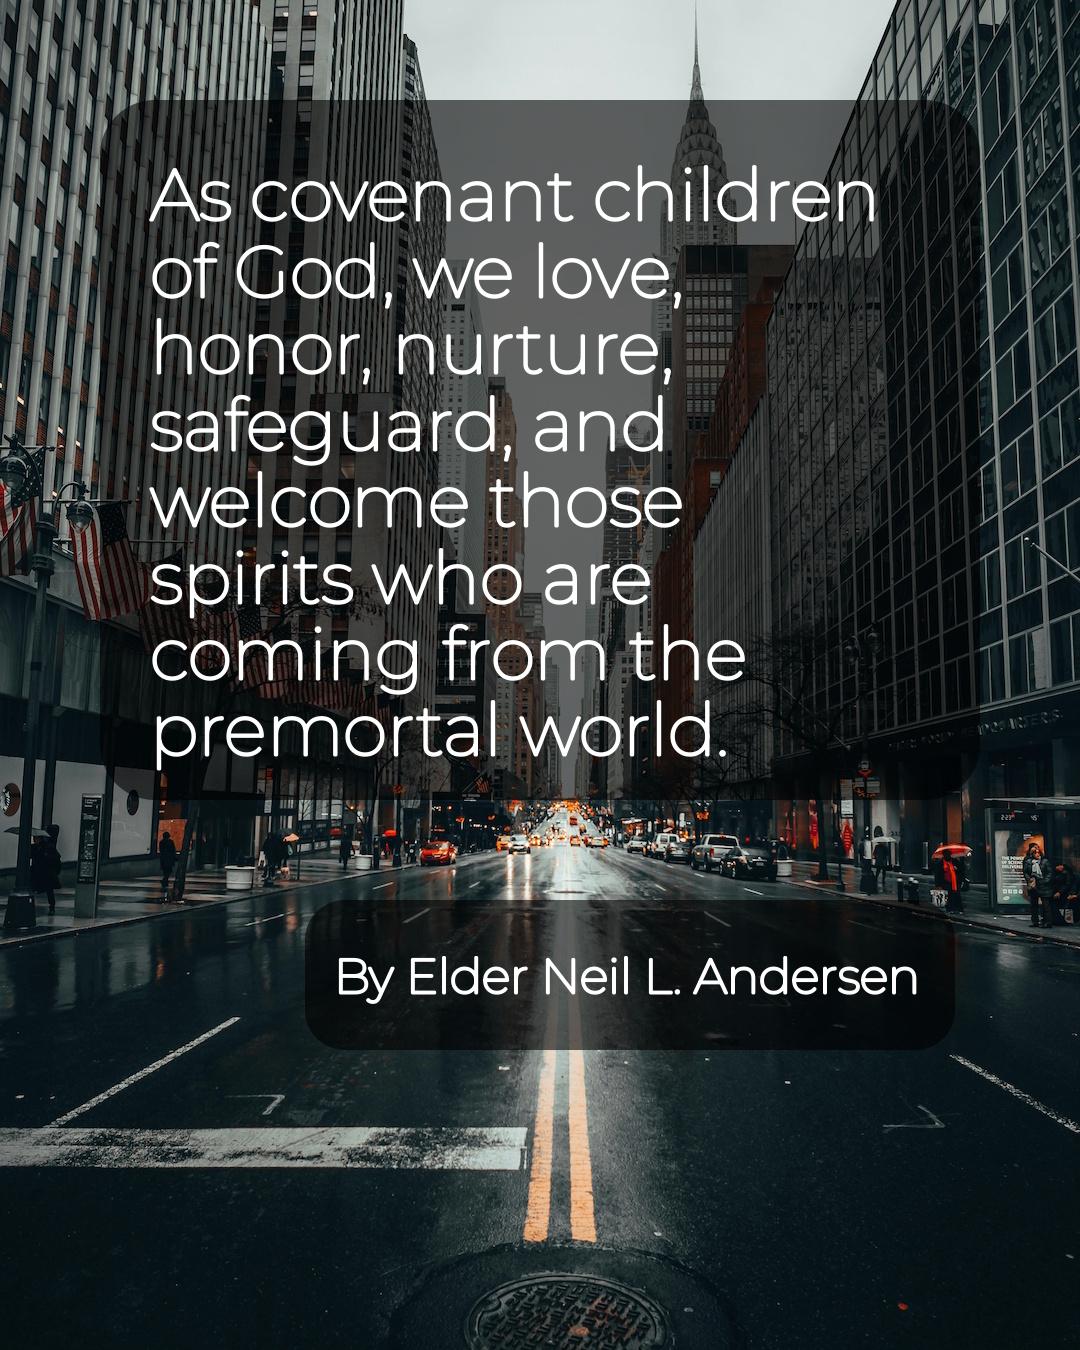 As covenant children
of God, we love,
honor, nurture,
safeguard, and
welcome those
spirits who are
coming from the
premortal world.
By Elder Neil L. Andersen